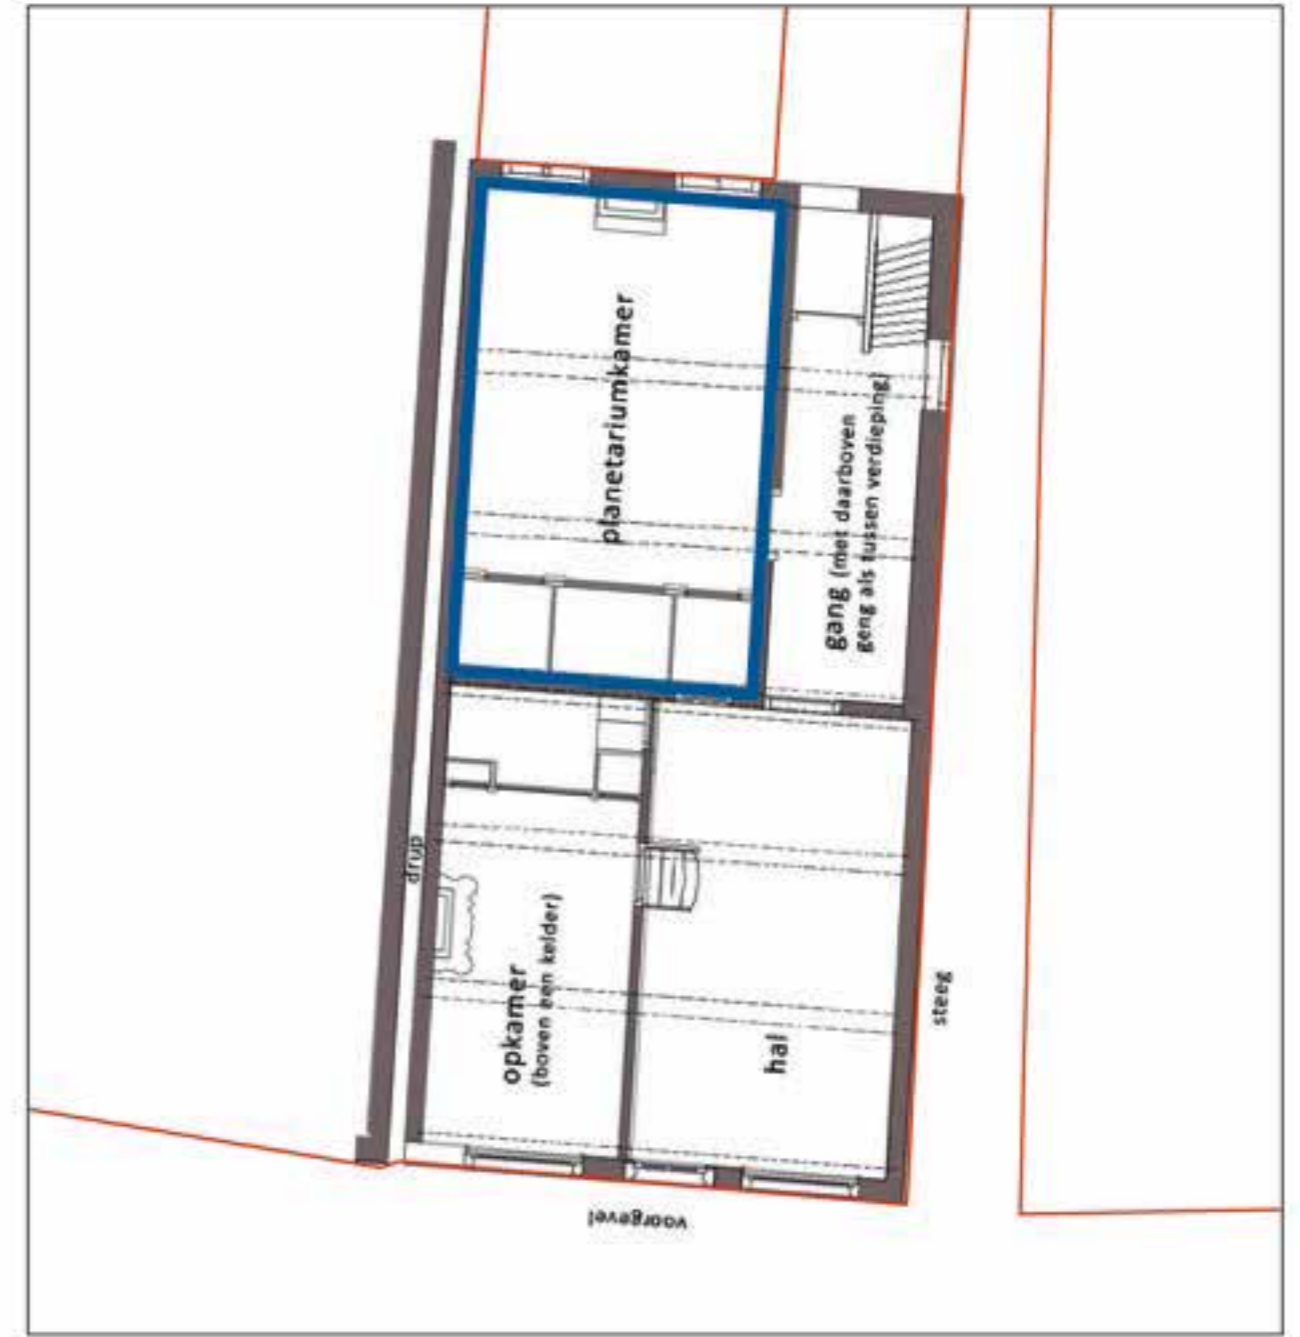 planetariumkamer
gang (met daarboven
geng als tussen verdieping)
drup
opkamer
(boven een kelder)
hal
steeg
voorgevel